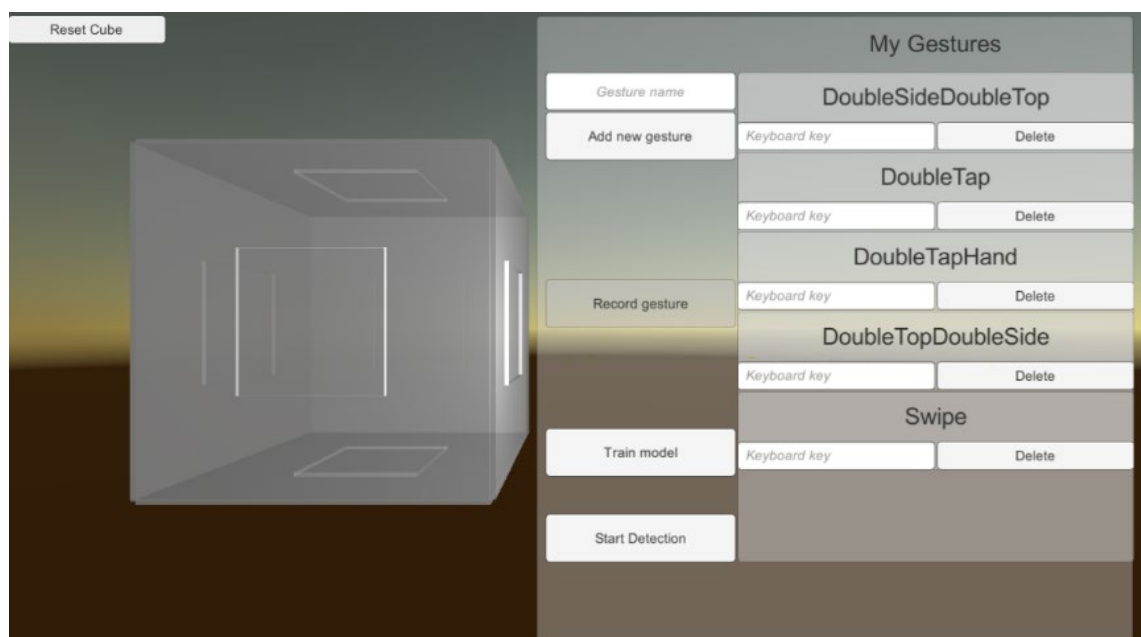 Reset Cube
My Gestures
Gesture name
Add new gesture
Record gesture
Train model
Start Detection
DoubleSideDoubleTop
Keyboard key Delete
DoubleTap
Keyboard key Delete
DoubleTapHand
Keyboard key Delete
DoubleTopDoubleSide
Keyboard key Delete
Swipe
Keyboard key Delete